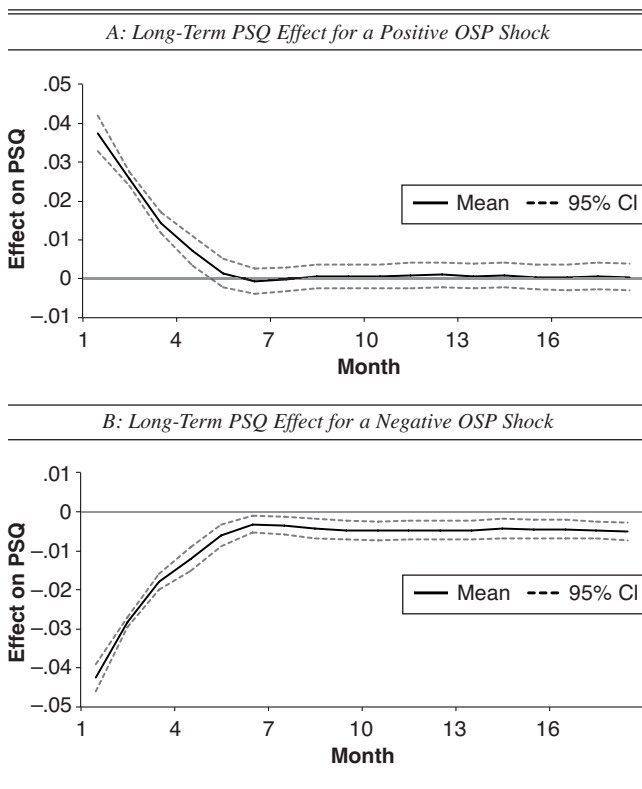 A: Long-Term PSQ Effect for a Positive OSP Shock
.05
.04
.03
.02
.01
0
–.01
Effect on PSQ
Mean 95% CI
1 4 7 10 13 16
Month
B: Long-Term PSQ Effect for a Negative OSP Shock
.01
0
–.01
–.02
–.03
–.04
–.05
Effect on PSQ
Mean 95% CI
1 4 7 10 13 16
Month